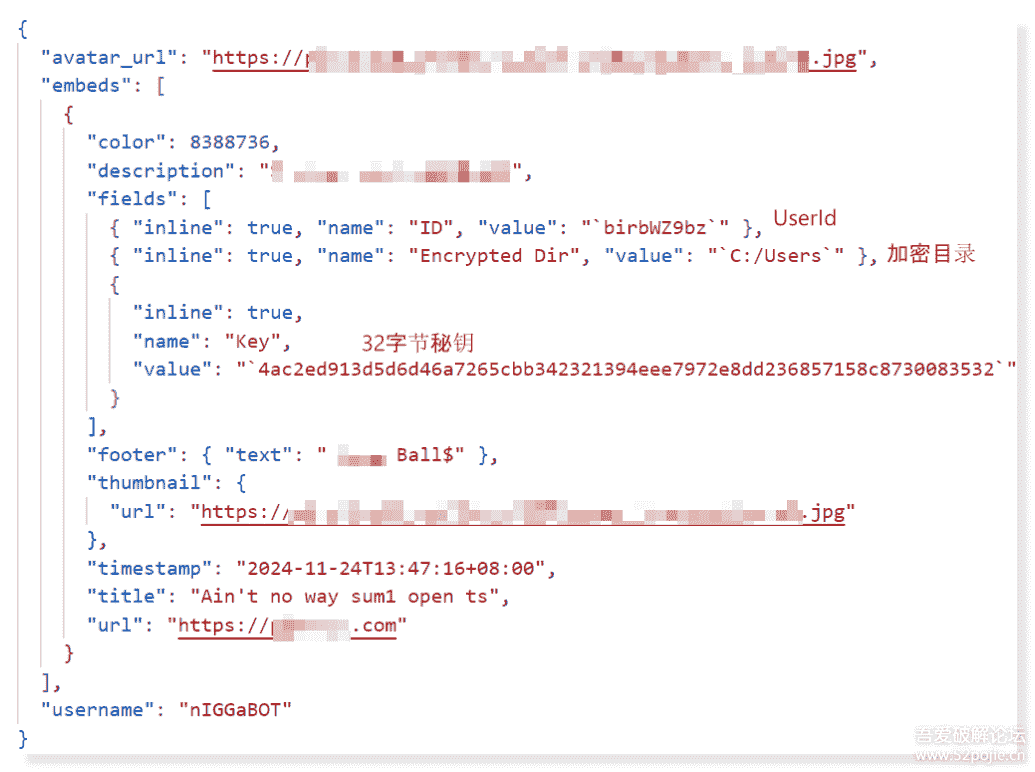 {
"avatar_url": "https://p .jpg",
"embeds": [
{
"color": 8388736,
"description": " ",
"fields": [
{ "inline": true, "name": "ID", "value": "`birbWZ9bz`" }, UserId
{ "inline": true, "name": "Encrypted Dir", "value": "`C:/Users`" }, 加密目录
{
"inline": true,
"name": "Key", 32字节秘钥
"value": "`4ac2ed913d5d6d46a7265cbb342321394eee7972e8dd236857158c8730083532`"
}
],
"footer": { "text": " Ball$" },
"thumbnail": {
"url": "https:// .jpg"
},
"timestamp": "2024-11-24T13:47:16+08:00",
"title": "Ain't no way sum1 open ts",
"url": "https://p .com"
}
],
"username": "nIGGaBOT"
}
吾爱破解论坛
www.52pojie.cn